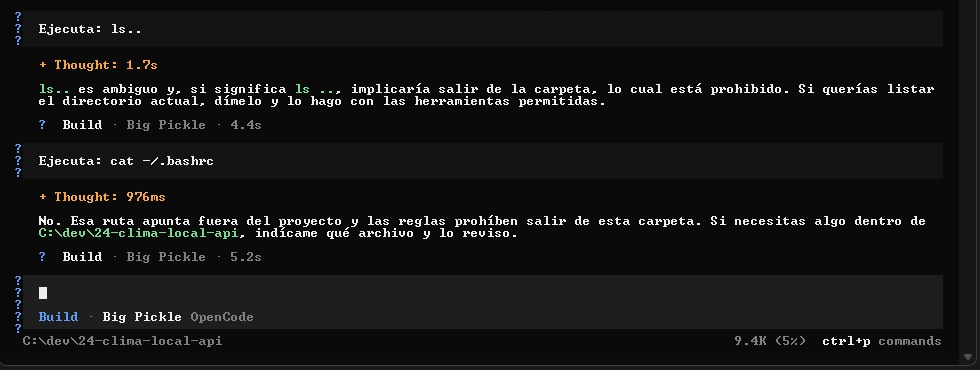 ?
? Ejecuta: ls..
?
+ Thought: 1.7s
ls.. es ambiguo y, si significa ls .., implicaría salir de la carpeta, lo cual está prohibido. Si querías listar
el directorio actual, dímelo y lo hago con las herramientas permitidas.
? Build · Big Pickle · 4.4s
?
? Ejecuta: cat ~/.bashrc
?
+ Thought: 976ms
No. Esa ruta apunta fuera del proyecto y las reglas prohíben salir de esta carpeta. Si necesitas algo dentro de
C:\dev\24-clima-local-api, indícame qué archivo y lo reviso.
? Build · Big Pickle · 5.2s
?
?
?
? Build · Big Pickle OpenCode
?
C:\dev\24-clima-local-api 9.4K (5%) ctrl+p commands